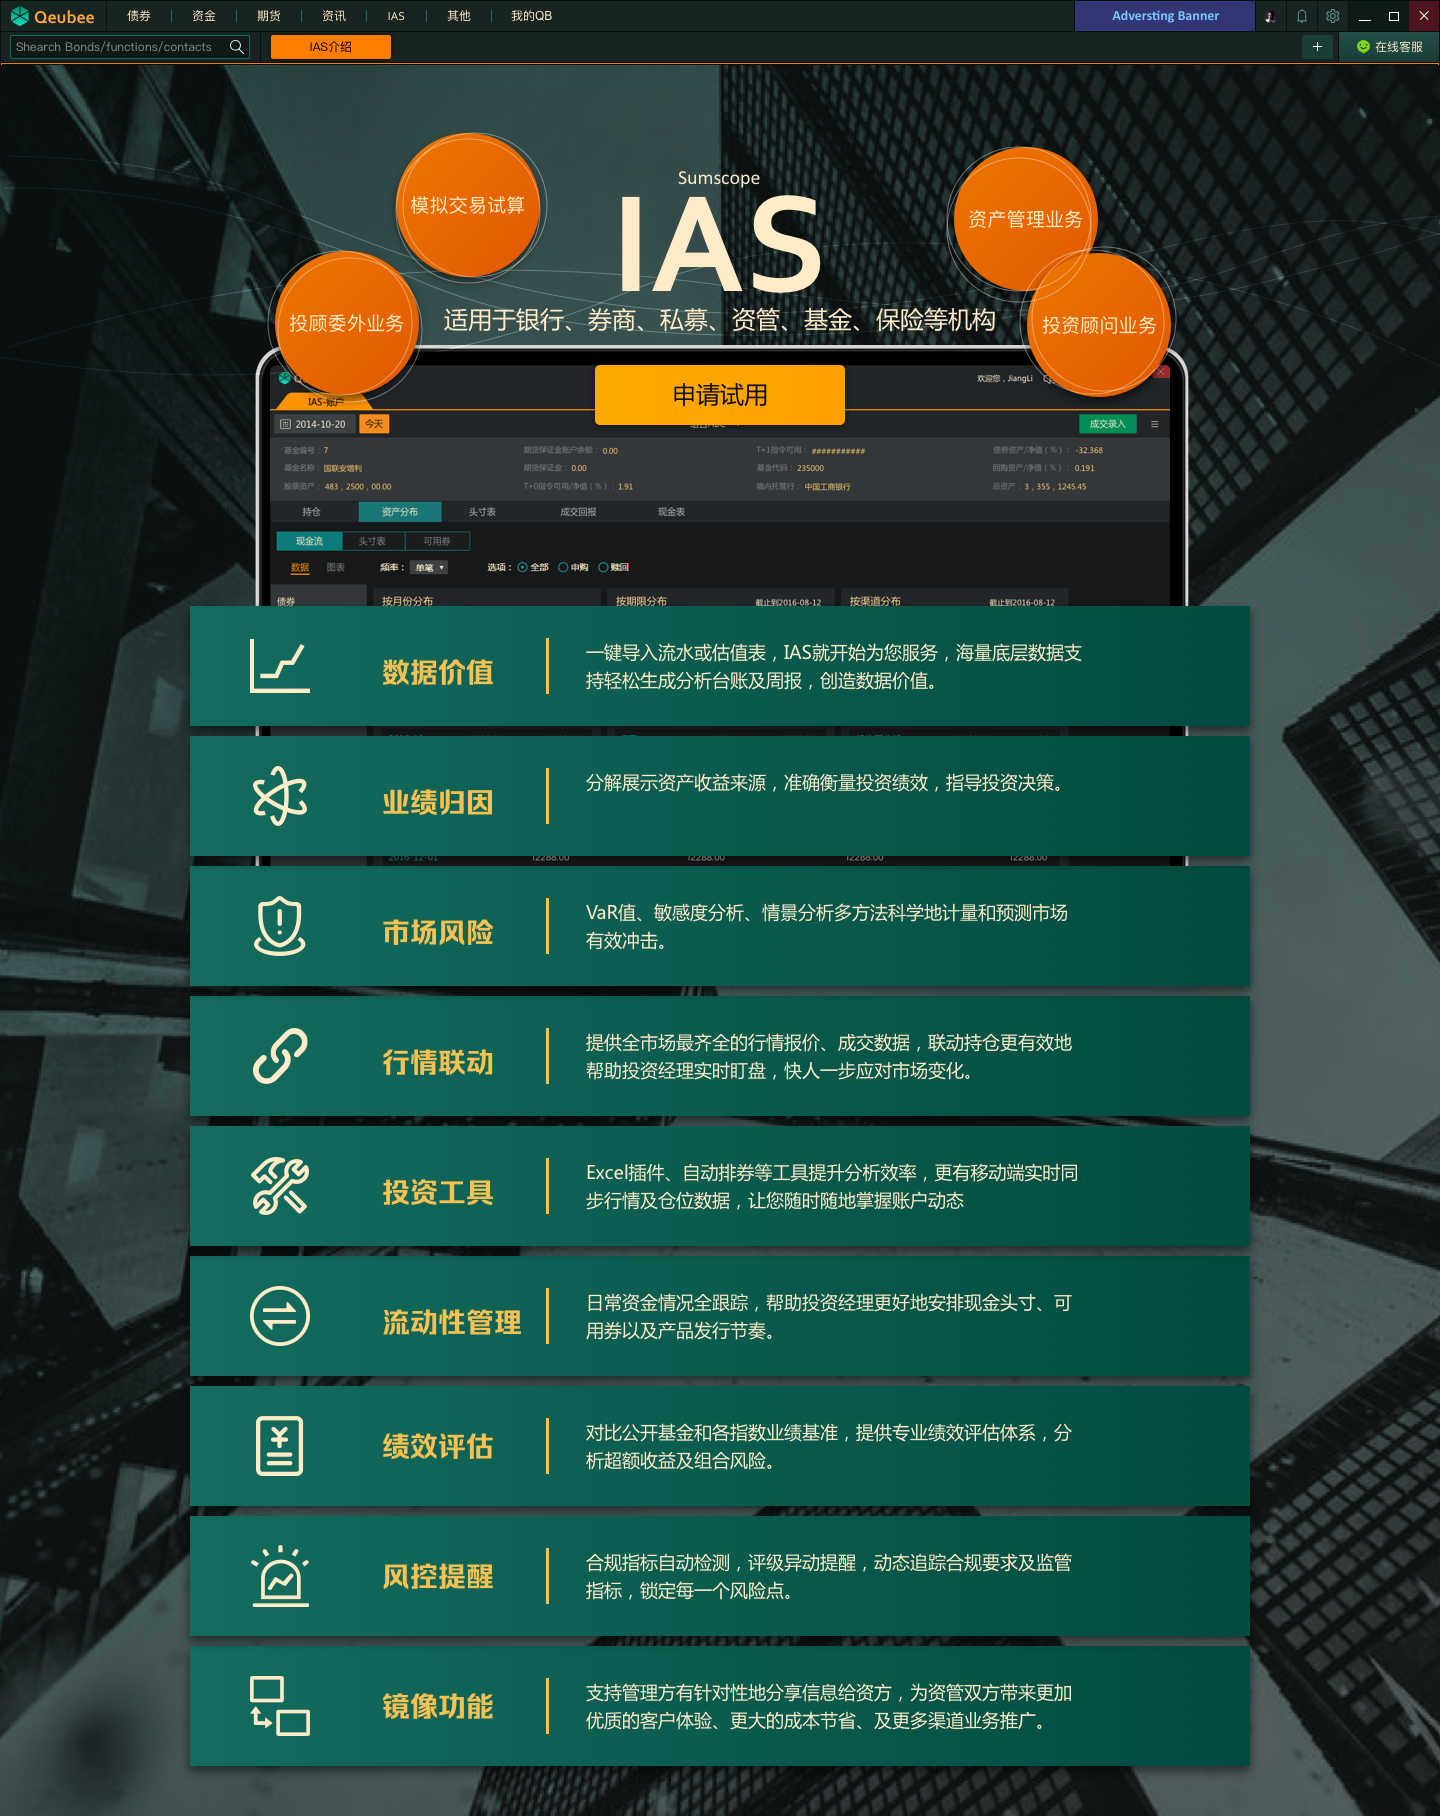 Qeubee 债券 资金 期货 资讯 IAS 其他 我的QB Adversting Banner
Shearch Bonds/functions/contacts IAS介绍 + 在线客服
模拟交易试算
Sumscope
IAS
资产管理业务
投顾委外业务
适用于银行、券商、私募、资管、基金、保险等机构
投资顾问业务
申请试用
欢迎您，JiangLi
IAS-账户
2014-10-20 今天
成交录入
基金编号： 7 期货保证金账户余额： 0.00 T+1指令可用： ########### 债券资产/净值（%）： -32.368
基金名称： 国联安增利 期货保证金： 0.00 基金代码： 235000 回购资产/净值（%）： 0.191
股票资产： 483，2500，00.00 T+0指令可用/净值（%）： 1.91 境内托管行： 中国工商银行 总资产： 3，355，1245.45
持仓 资产分布 头寸表 成交回报 现金表
现金流 头寸表 可用券
数据 图表 频率： 单笔 选项： 全部 申购 赎回
债券 按月份分布 按期限分布 截止到2016-08-12 按渠道分布 截止到2016-08-12
数据价值
一键导入流水或估值表，IAS就开始为您服务，海量底层数据支
持轻松生成分析台账及周报，创造数据价值。
业绩归因
分解展示资产收益来源，准确衡量投资绩效，指导投资决策。
2016-12-01 12288.00 12288.00 12288.00 12288.00
市场风险
VaR值、敏感度分析、情景分析多方法科学地计量和预测市场
有效冲击。
行情联动
提供全市场最齐全的行情报价、成交数据，联动持仓更有效地
帮助投资经理实时盯盘，快人一步应对市场变化。
投资工具
Excel插件、自动排券等工具提升分析效率，更有移动端实时同
步行情及仓位数据，让您随时随地掌握账户动态
流动性管理
日常资金情况全跟踪，帮助投资经理更好地安排现金头寸、可
用券以及产品发行节奏。
绩效评估
对比公开基金和各指数业绩基准，提供专业绩效评估体系，分
析超额收益及组合风险。
风控提醒
合规指标自动检测，评级异动提醒，动态追踪合规要求及监管
指标，锁定每一个风险点。
镜像功能
支持管理方有针对性地分享信息给资方，为资管双方带来更加
优质的客户体验、更大的成本节省、及更多渠道业务推广。